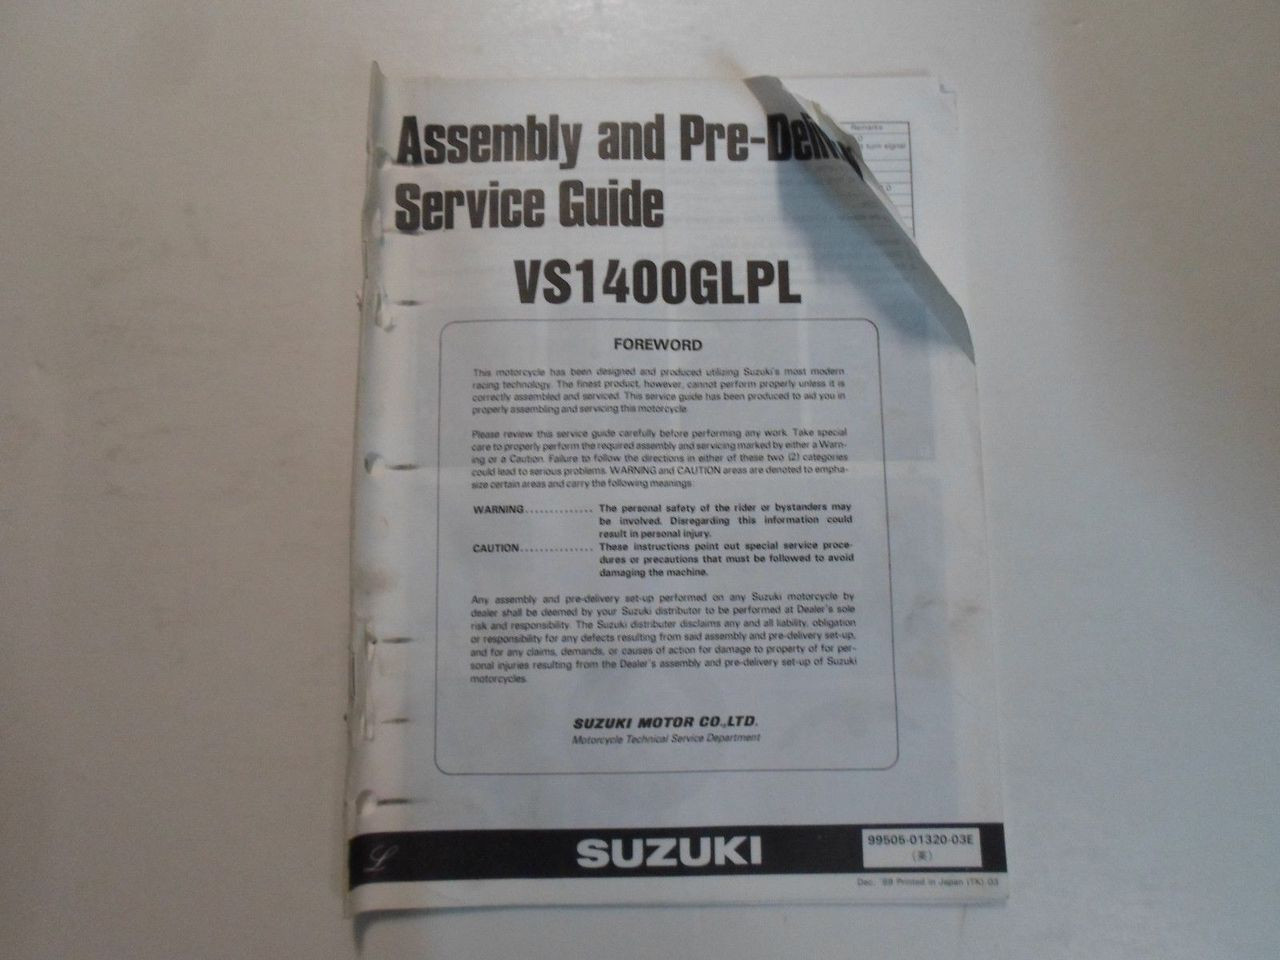 Assembly and Pre-Deliv
Service Guide
VS1400GLPL
Remarks
turn signal
FOREWORD
This motorcycle has been designed and produced utilizing Suzuki's most modern
racing technology. The finest product, however, cannot perform properly unless it is
correctly assembled and serviced. This service guide has been produced to aid you in
properly assembling and servicing this motorcycle.
Please review this service guide carefully before performing any work. Take special
care to properly perform the required assembly and servicing marked by either a Warn-
ing or a Caution. Failure to follow the directions in either of these two (2) categories
could lead to serious problems. WARNING and CAUTION areas are denoted to empha-
size certain areas and carry the following meanings
WARNING.............. The personal safety of the rider or bystanders may
be involved. Disregarding this information could
result in personal injury.
CAUTION............... These instructions point out special service proce-
dures or precautions that must be followed to avoid
damaging the machine.
Any assembly and pre-delivery set-up performed on any Suzuki motorcycle by
dealer shall be deemed by your Suzuki distributor to be performed at Dealer's sole
risk and responsibility. The Suzuki distributer disclaims any and all liability, obligation
or responsibility for any defects resulting from said assembly and pre-delivery set-up,
and for any claims, demands, or causes of action for damage to property of for per-
sonal injuries resulting from the Dealer's assembly and pre-delivery set-up of Suzuki
motorcycles.
SUZUKI MOTOR CO.,LTD.
Motorcycle Technical Service Department
SUZUKI
99505-01320-03E
(英)
Printed in Japan (TK) 03